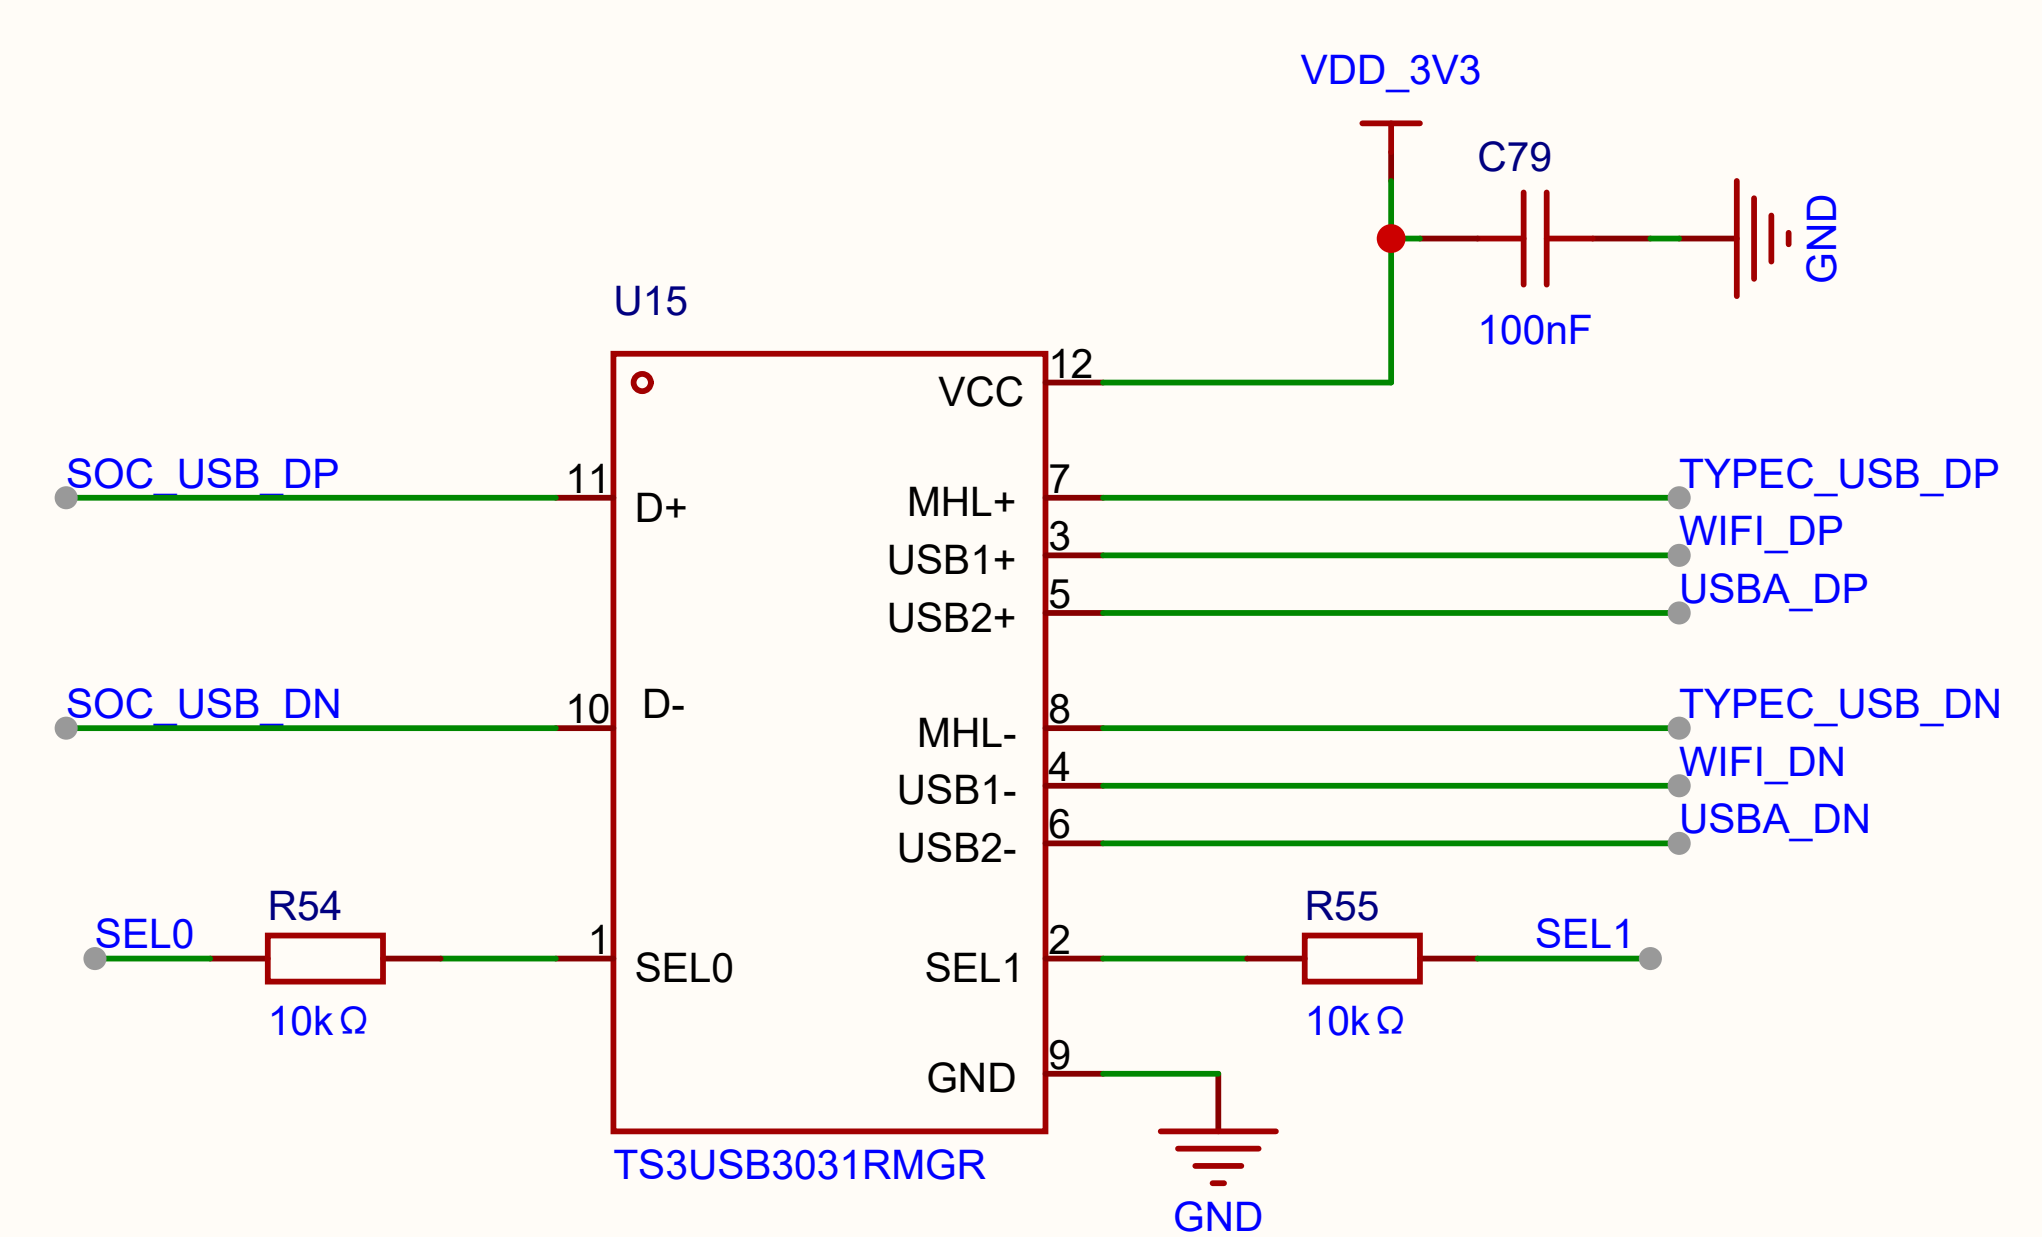 VDD_3V3
C79
GND
100nF
U15
12
VCC
SOC_USB_DP
11
D+
MHL+
7
TYPEC_USB_DP
USB1+
3
WIFI_DP
USB2+
5
USBA_DP
SOC_USB_DN
10
D-
MHL-
8
TYPEC_USB_DN
USB1-
4
WIFI_DN
USB2-
6
USBA_DN
R54
SEL0
10kΩ
1
SEL0
SEL1
2
R55
SEL1
10kΩ
GND
9
TS3USB3031RMGR
GND